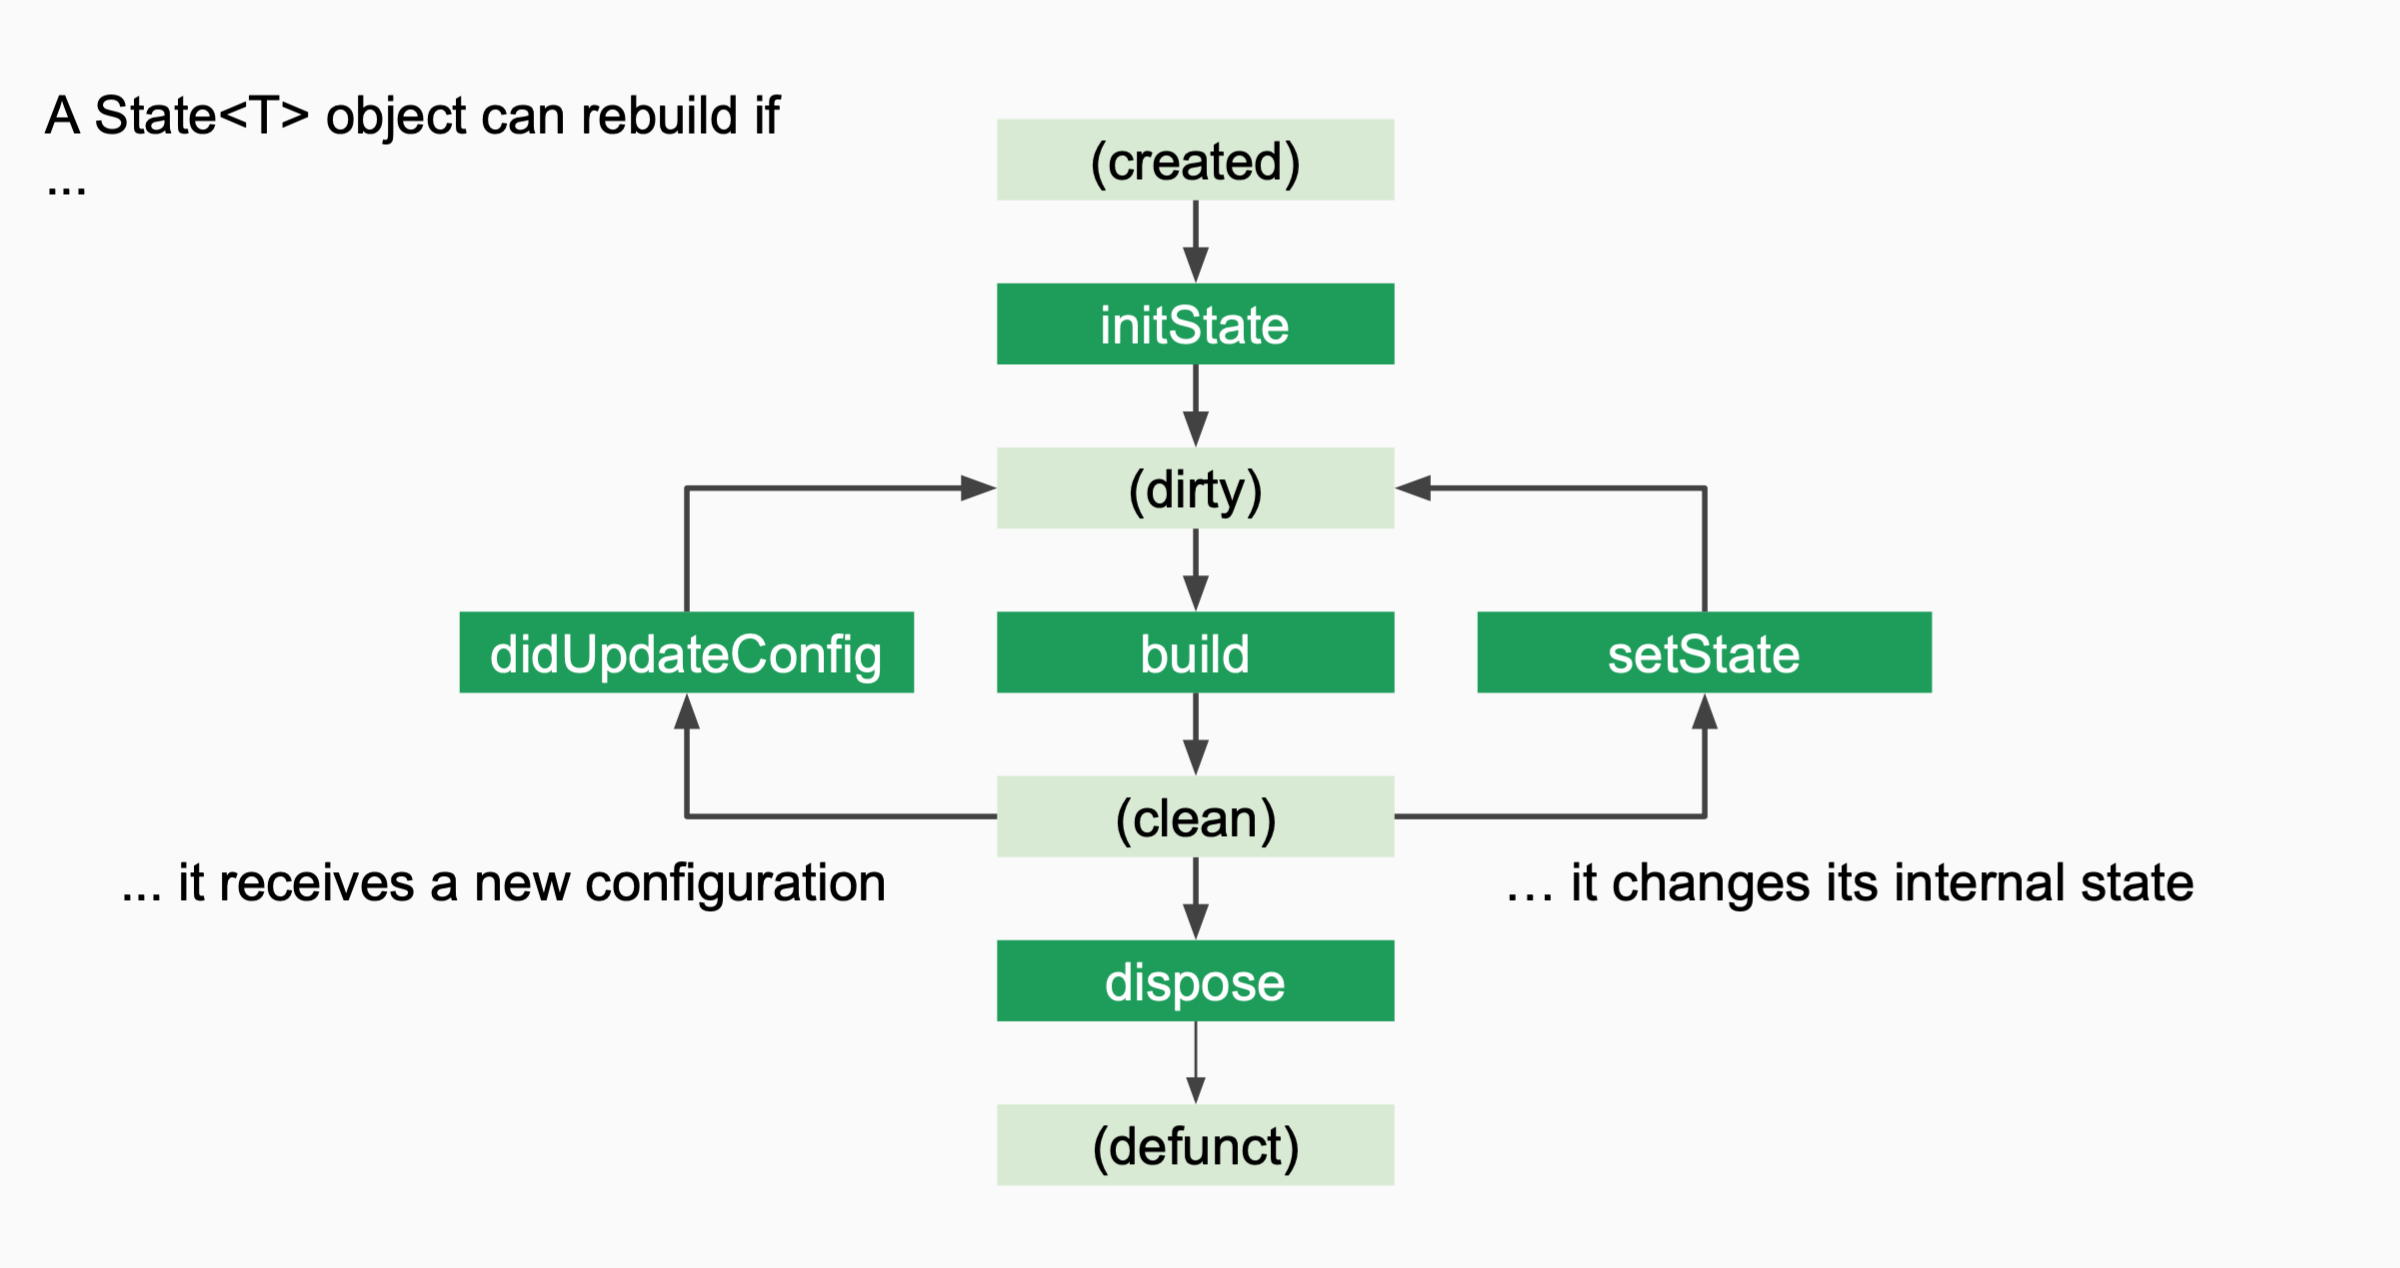 A State<T> object can rebuild if
...
(created)
initState
(dirty)
didUpdateConfig
build
setState
(clean)
... it receives a new configuration
… it changes its internal state
dispose
(defunct)